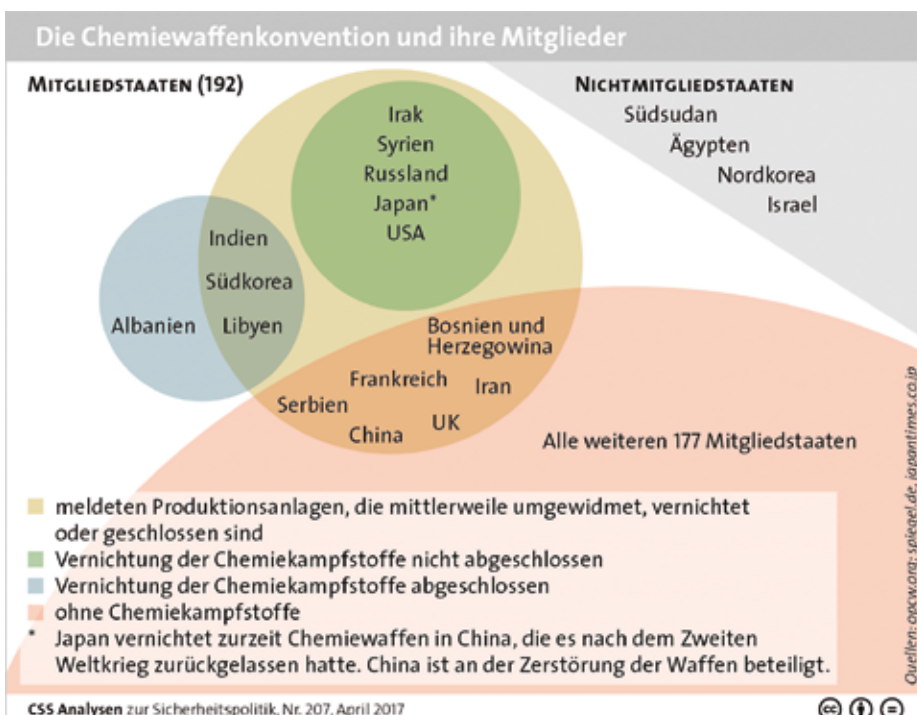 Die Chemiewaffenkonvention und ihre Mitglieder
MITGLIEDSTAATEN (192)
NICHTMITGLIEDSTAATEN
Südsudan
Ägypten
Nordkorea
Israel
Irak
Syrien
Russland
Japan*
USA
Indien
Südkorea
Albanien
Libyen
Bosnien und
Herzegowina
Frankreich
Iran
Serbien
UK
China
Alle weiteren 177 Mitgliedstaaten
meldeten Produktionsanlagen, die mittlerweile umgewidmet, vernichtet
oder geschlossen sind
Vernichtung der Chemiekampfstoffe nicht abgeschlossen
Vernichtung der Chemiekampfstoffe abgeschlossen
ohne Chemiekampfstoffe
* Japan vernichtet zurzeit Chemiewaffen in China, die es nach dem Zweiten
Weltkrieg zurückgelassen hatte. China ist an der Zerstörung der Waffen beteiligt.
Quellen: opcw.org; spiegel.de, japantimes.co.jp
CSS Analysen zur Sicherheitspolitik, Nr. 207, April 2017
cc